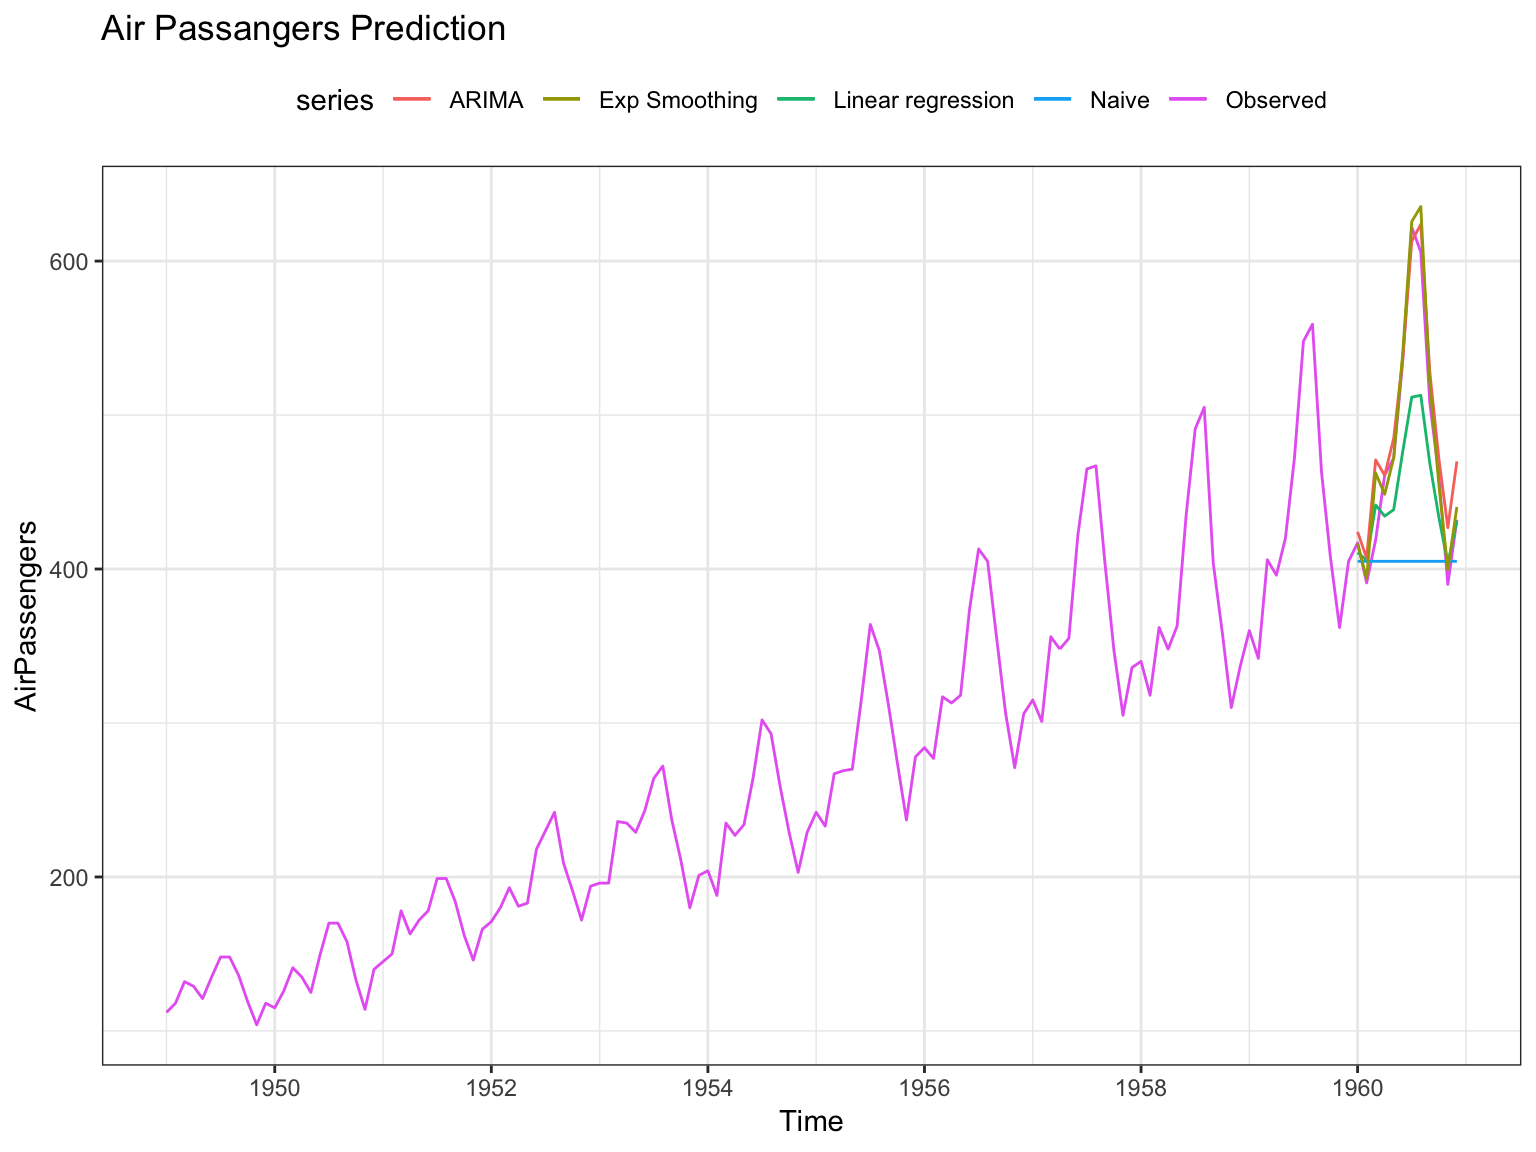 Air Passangers Prediction
series ARIMA Exp Smoothing Linear regression Naive Observed
600
400
200
AirPassengers
1950 1952 1954 1956 1958 1960
Time